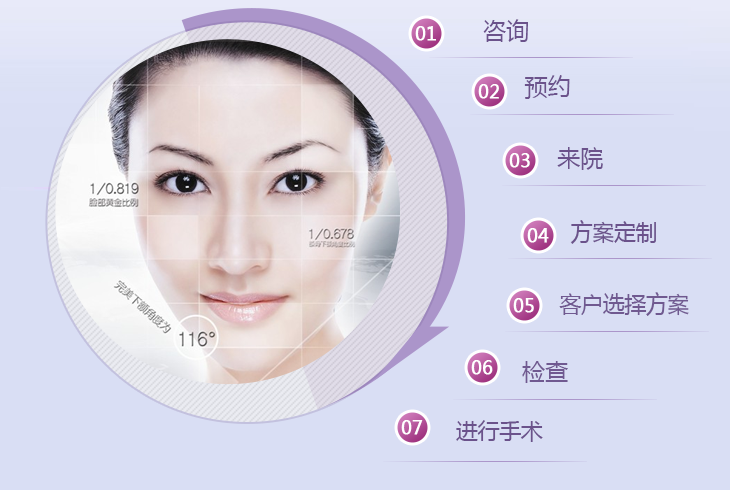 01 咨询
02 预约
03 来院
1/0.819
脸部黄金比例
04 方案定制
1/0.678
05 客户选择方案
完美下颌角度为
116°
06 检查
07 进行手术